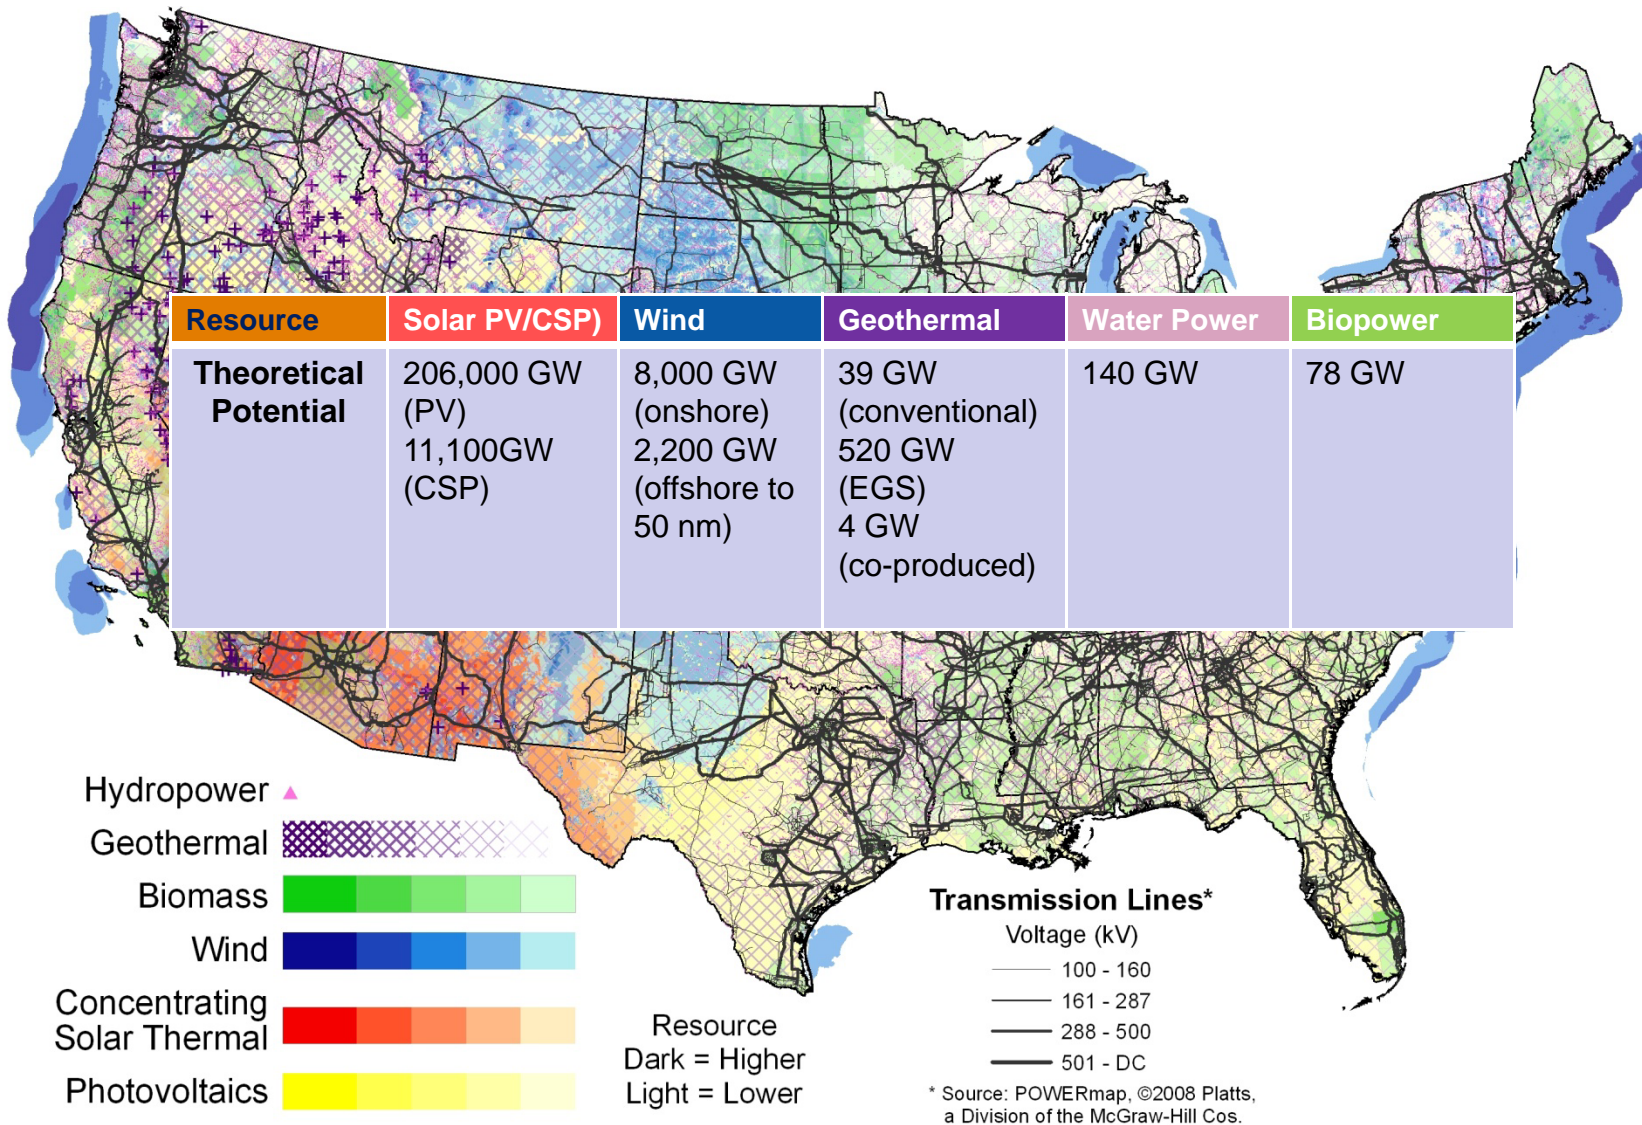 Resource
Solar PV/CSP)
Wind
Geothermal
Water Power
Biopower
Theoretical
Potential
206,000 GW
(PV)
11,100GW
(CSP)
8,000 GW
(onshore)
2,200 GW
(offshore to
50 nm)
39 GW
(conventional)
520 GW
(EGS)
4 GW
(co-produced)
140 GW
78 GW
Hydropower
Geothermal
Biomass
Wind
Concentrating
Solar Thermal
Photovoltaics
Resource
Dark = Higher
Light = Lower
Transmission Lines*
Voltage (kV)
100 - 160
161 - 287
288 - 500
501 - DC
* Source: POWERmap, ©2008 Platts,
a Division of the McGraw-Hill Cos.